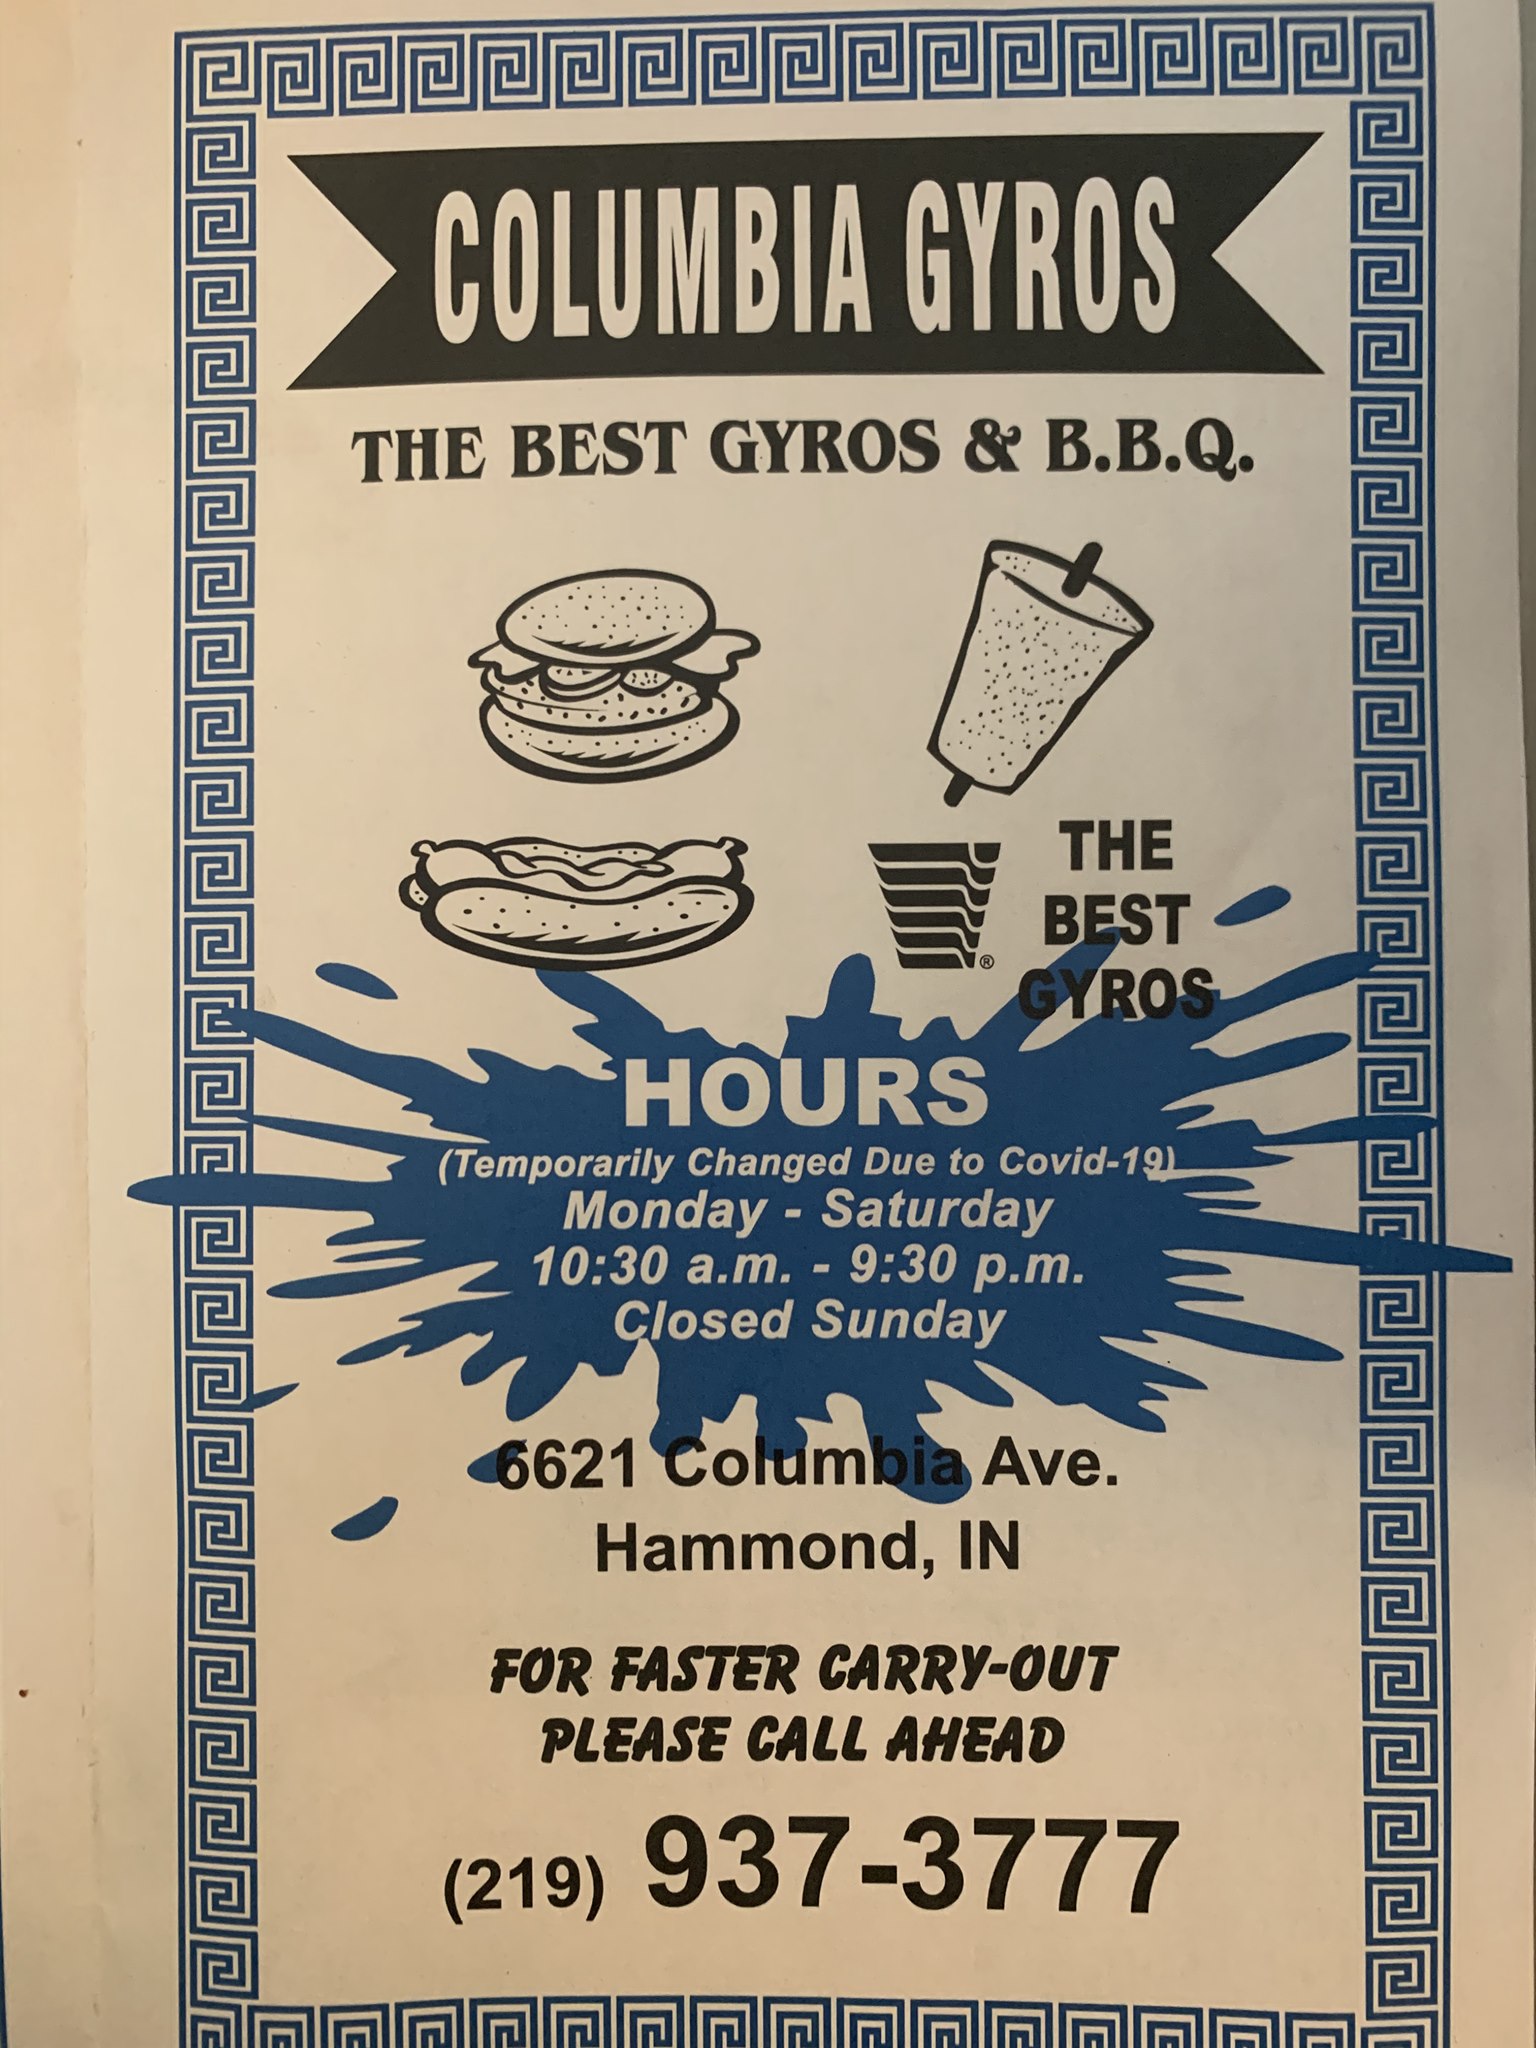 COLUMBIA GYROS
THE BEST GYROS & B.B.Q.
®
THE
BEST
GYROS
HOURS
(Temporarily Changed Due to Covid-19)
Monday - Saturday
10:30 a.m. - 9:30 p.m.
Closed Sunday
6621 Columbia Ave.
Hammond, IN
FOR FASTER CARRY-OUT
PLEASE CALL AHEAD
(219) 937-3777